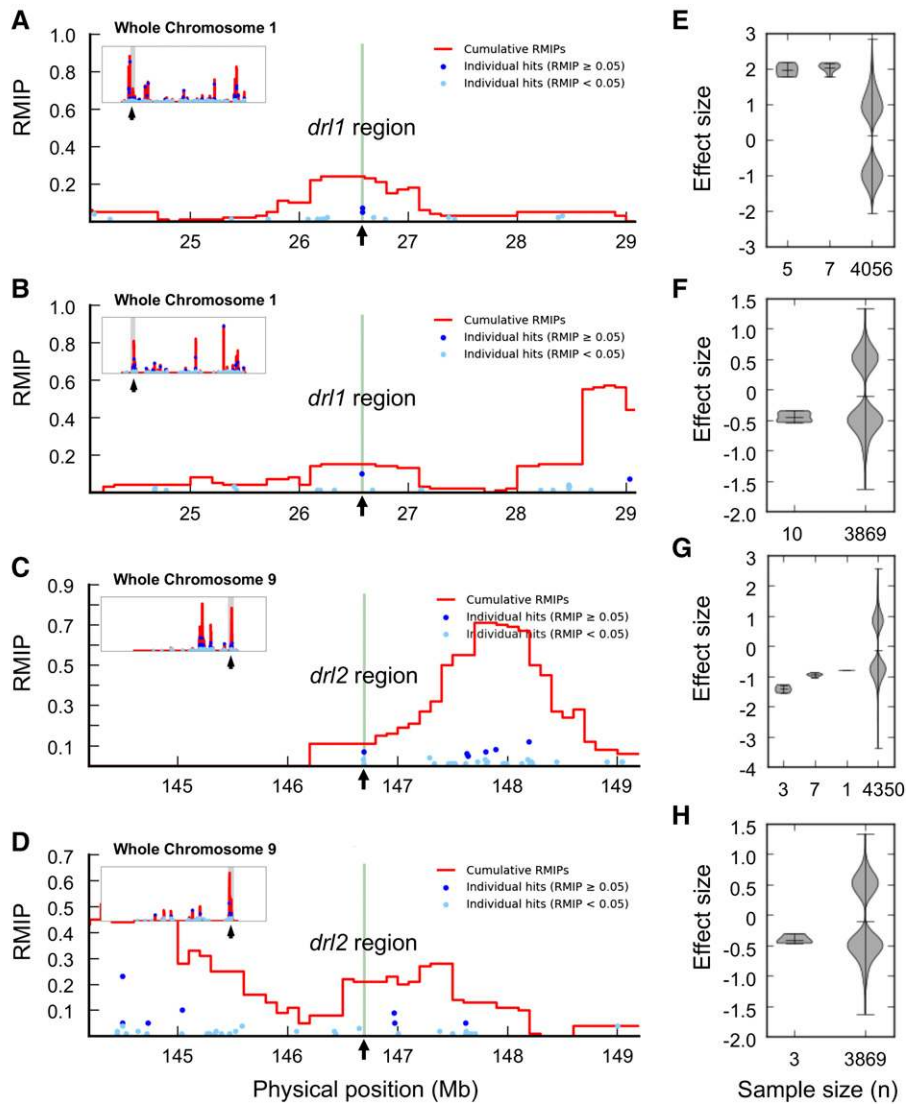 A
Whole Chromosome 1
RMIP
1.0
0.8
0.6
0.4
0.2
Cumulative RMIPs
Individual hits (RMIP ≥ 0.05)
Individual hits (RMIP < 0.05)
drl1 region
25 26 27 28 29
E
Effect size
3
2
1
0
-1
-2
-3
5 7 4056
B
Whole Chromosome 1
RMIP
1.0
0.8
0.6
0.4
0.2
Cumulative RMIPs
Individual hits (RMIP ≥ 0.05)
Individual hits (RMIP < 0.05)
drl1 region
25 26 27 28 29
F
Effect size
1.5
1.0
0.5
0
-0.5
-1.0
-1.5
-2.0
10 3869
C
Whole Chromosome 9
RMIP
0.9
0.7
0.5
0.3
0.1
Cumulative RMIPs
Individual hits (RMIP ≥ 0.05)
Individual hits (RMIP < 0.05)
drl2 region
145 146 147 148 149
G
Effect size
3
2
1
0
-1
-2
-3
-4
3 7 1 4350
D
Whole Chromosome 9
RMIP
0.7
0.6
0.5
0.4
0.3
0.2
0.1
Cumulative RMIPs
Individual hits (RMIP ≥ 0.05)
Individual hits (RMIP < 0.05)
drl2 region
145 146 147 148 149
Physical position (Mb)
H
Effect size
1.5
1.0
0.5
0
-0.5
-1.0
-1.5
-2.0
3 3869
Sample size (n)